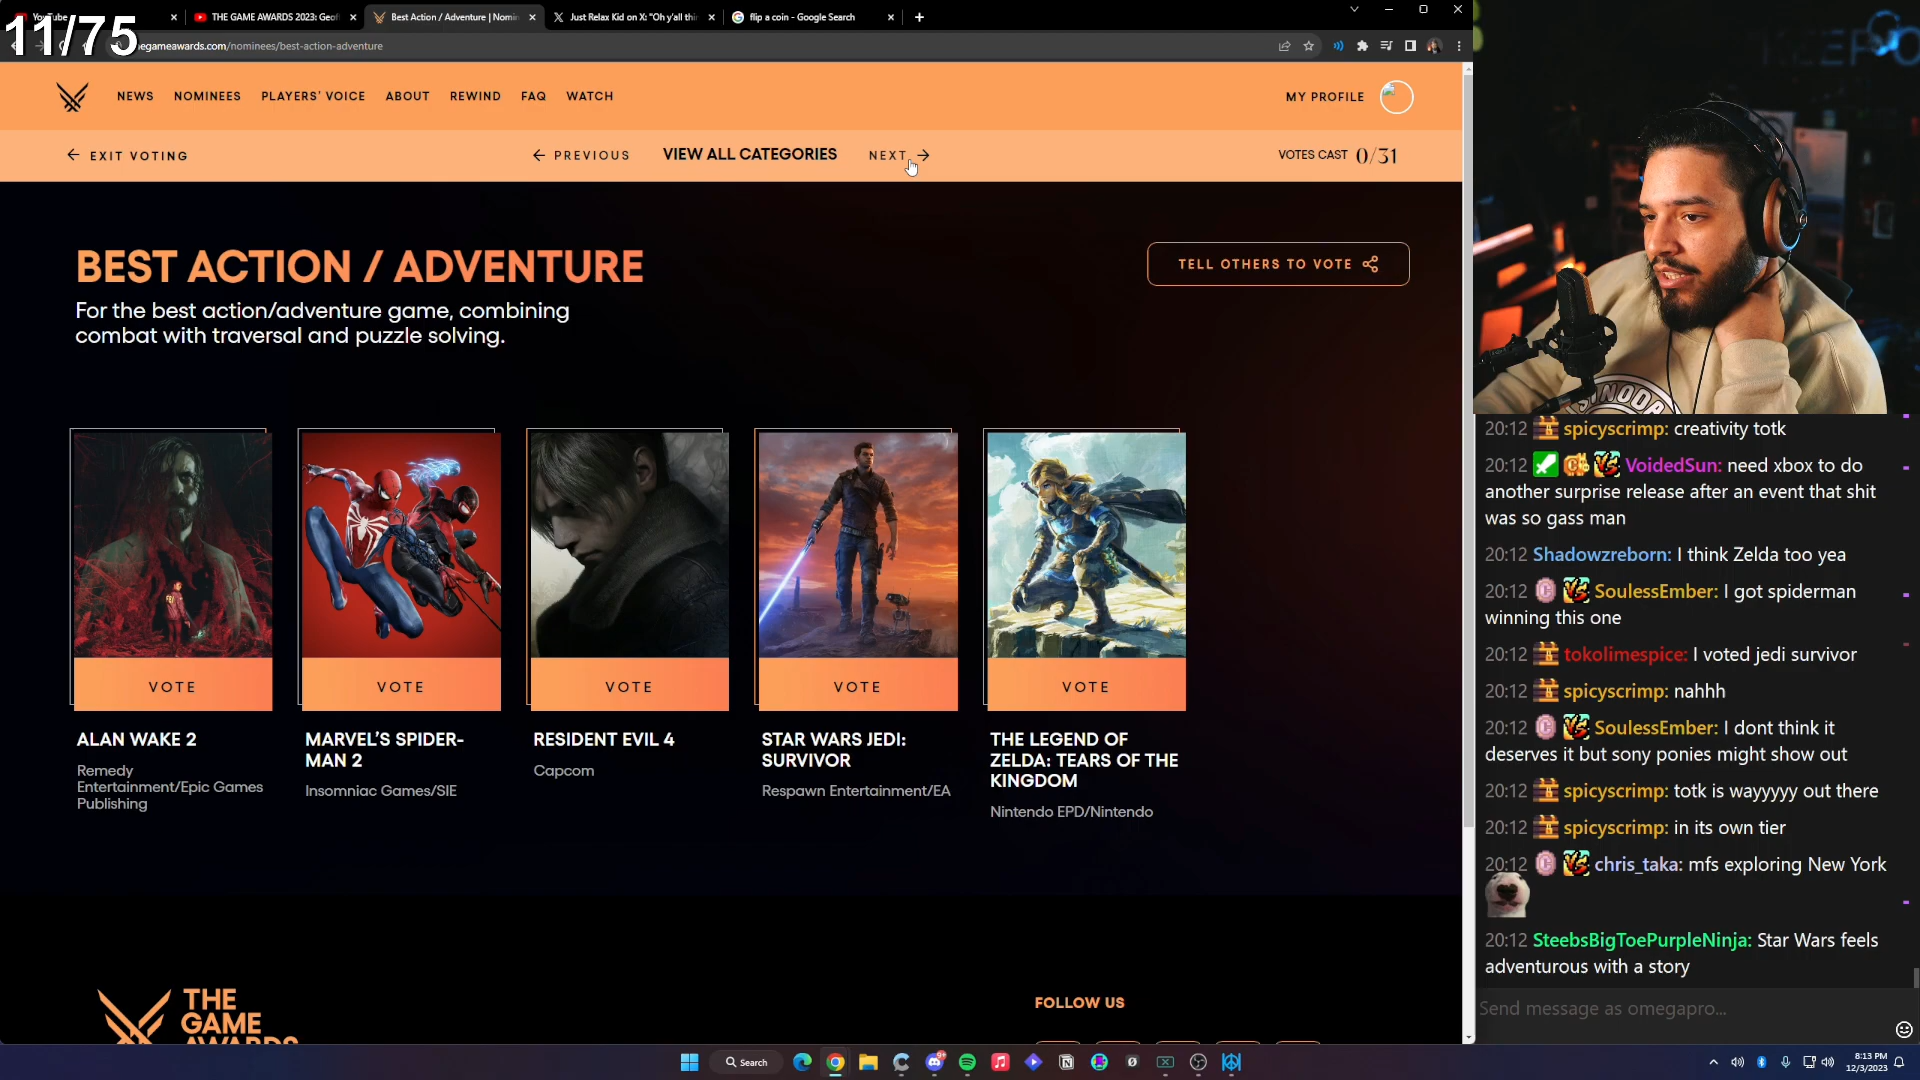 11/75
YouTube
THE GAME AWARDS 2023: Geoff
Best Action / Adventure | Nomin
Just Relax Kid on X: "Oh y'all thin
flip a coin - Google Search
egameawards.com/nominees/best-action-adventure
NEWS
NOMINEES
PLAYERS' VOICE
ABOUT
REWIND
FAQ
WATCH
MY PROFILE
EXIT VOTING
PREVIOUS
VIEW ALL CATEGORIES
NEXT
VOTES CAST 0/31
BEST ACTION / ADVENTURE
For the best action/adventure game, combining
combat with traversal and puzzle solving.
TELL OTHERS TO VOTE
VOTE
VOTE
VOTE
VOTE
VOTE
ALAN WAKE 2
Remedy
Entertainment/Epic Games
Publishing
MARVEL'S SPIDER-
MAN 2
Insomniac Games/SIE
RESIDENT EVIL 4
Capcom
STAR WARS JEDI:
SURVIVOR
Respawn Entertainment/EA
THE LEGEND OF
ZELDA: TEARS OF THE
KINGDOM
Nintendo EPD/Nintendo
THE
GAME
AWARDS
FOLLOW US
20:12 spicyscrimp: creativity totk
20:12 VoidedSun: need xbox to do
another surprise release after an event that shit
was so gass man
20:12 Shadowzreborn: I think Zelda too yea
20:12 SoulessEmber: I got spiderman
winning this one
20:12 tokolimespice: I voted jedi survivor
20:12 spicyscrimp: nahhh
20:12 SoulessEmber: I dont think it
deserves it but sony ponies might show out
20:12 spicyscrimp: totk is wayyyyy out there
20:12 spicyscrimp: in its own tier
20:12 chris_taka: mfs exploring New York
20:12 SteebsBigToePurpleNinja: Star Wars feels
adventurous with a story
Send message as omegapro...
Search
8:13 PM
12/3/2023